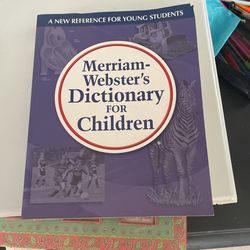 A NEW REFERENCE FOR YOUNG STUDENTS
Merriam-
Webster's
Dictionary
FOR
Children